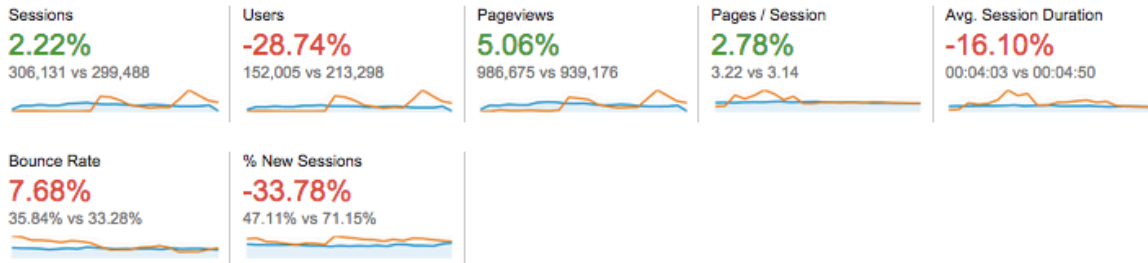 Sessions
2.22%
306,131 vs 299,488
Users
-28.74%
152,005 vs 213,298
Pageviews
5.06%
986,675 vs 939,176
Pages / Session
2.78%
3.22 vs 3.14
Avg. Session Duration
-16.10%
00:04:03 vs 00:04:50
Bounce Rate
7.68%
35.84% vs 33.28%
% New Sessions
-33.78%
47.11% vs 71.15%